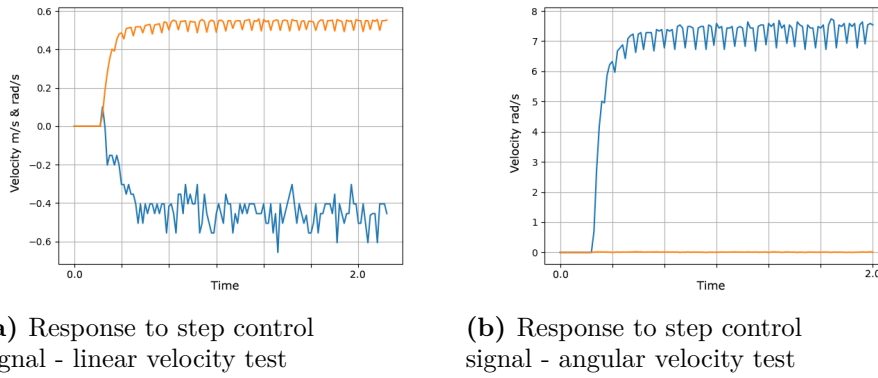 0.6
0.4
0.2
0.0
−0.2
−0.4
−0.6
Velocity m/s & rad/s
0.0
2.0
Time
8
7
6
5
4
3
2
1
0
Velocity rad/s
0.0
2.0
Time
a) Response to step control
gnal - linear velocity test
(b) Response to step control
signal - angular velocity test